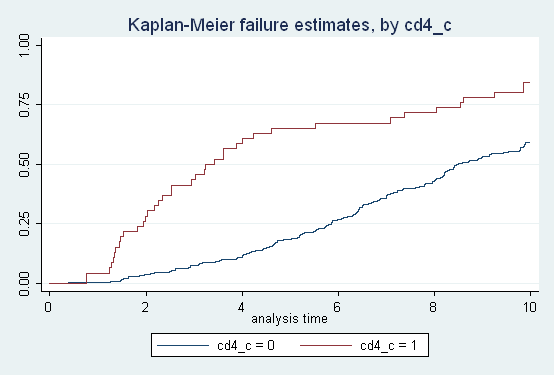 Kaplan-Meier failure estimates, by cd4_c
1.00
0.75
0.50
0.25
0.00
0 2 4 6 8 10
analysis time
cd4_c = 0 cd4_c = 1